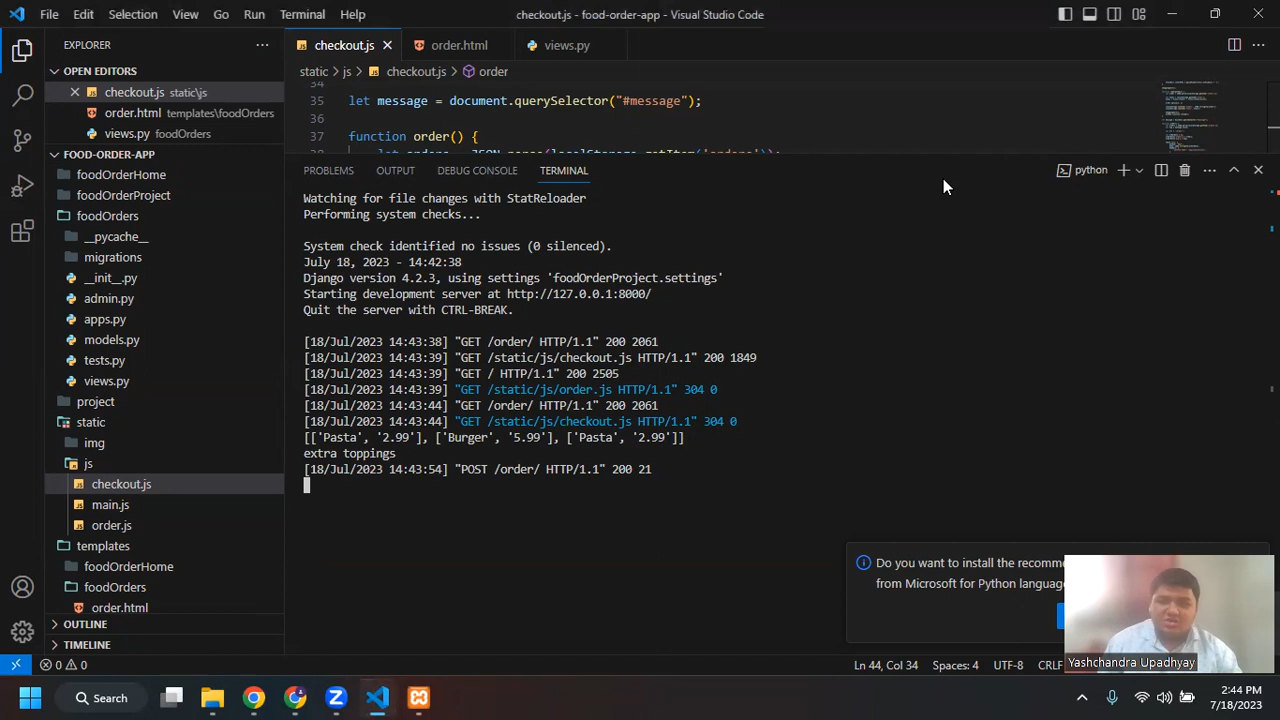 File Edit Selection View Go Run Terminal Help
checkout.js - food-order-app - Visual Studio Code
EXPLORER
OPEN EDITORS
checkout.js static\js
order.html templates\foodOrders
views.py foodOrders
FOOD-ORDER-APP
foodOrderHome
foodOrderProject
foodOrders
__pycache__
migrations
__init__.py
admin.py
apps.py
models.py
tests.py
views.py
project
static
img
js
checkout.js
main.js
order.js
templates
foodOrderHome
foodOrders
order.html
OUTLINE
TIMELINE
checkout.js
order.html
views.py
static > js > checkout.js > order
35 let message = document.querySelector("#message");
36
37 function order() {
PROBLEMS OUTPUT DEBUG CONSOLE TERMINAL
python
Watching for file changes with StatReloader
Performing system checks...
System check identified no issues (0 silenced).
July 18, 2023 - 14:42:38
Django version 4.2.3, using settings 'foodOrderProject.settings'
Starting development server at http://127.0.0.1:8000/
Quit the server with CTRL-BREAK.
[18/Jul/2023 14:43:38] "GET /order/ HTTP/1.1" 200 2061
[18/Jul/2023 14:43:39] "GET /static/js/checkout.js HTTP/1.1" 200 1849
[18/Jul/2023 14:43:39] "GET / HTTP/1.1" 200 2505
[18/Jul/2023 14:43:39] "GET /static/js/order.js HTTP/1.1" 304 0
[18/Jul/2023 14:43:44] "GET /order/ HTTP/1.1" 200 2061
[18/Jul/2023 14:43:44] "GET /static/js/checkout.js HTTP/1.1" 304 0
[['Pasta', '2.99'], ['Burger', '5.99'], ['Pasta', '2.99']]
extra toppings
[18/Jul/2023 14:43:54] "POST /order/ HTTP/1.1" 200 21
Do you want to install the
from Microsoft for Python
Yashchandra Upadhyay
0 0
Ln 44, Col 34 Spaces: 4 UTF-8 CRLF
Search
2:44 PM
7/18/2023